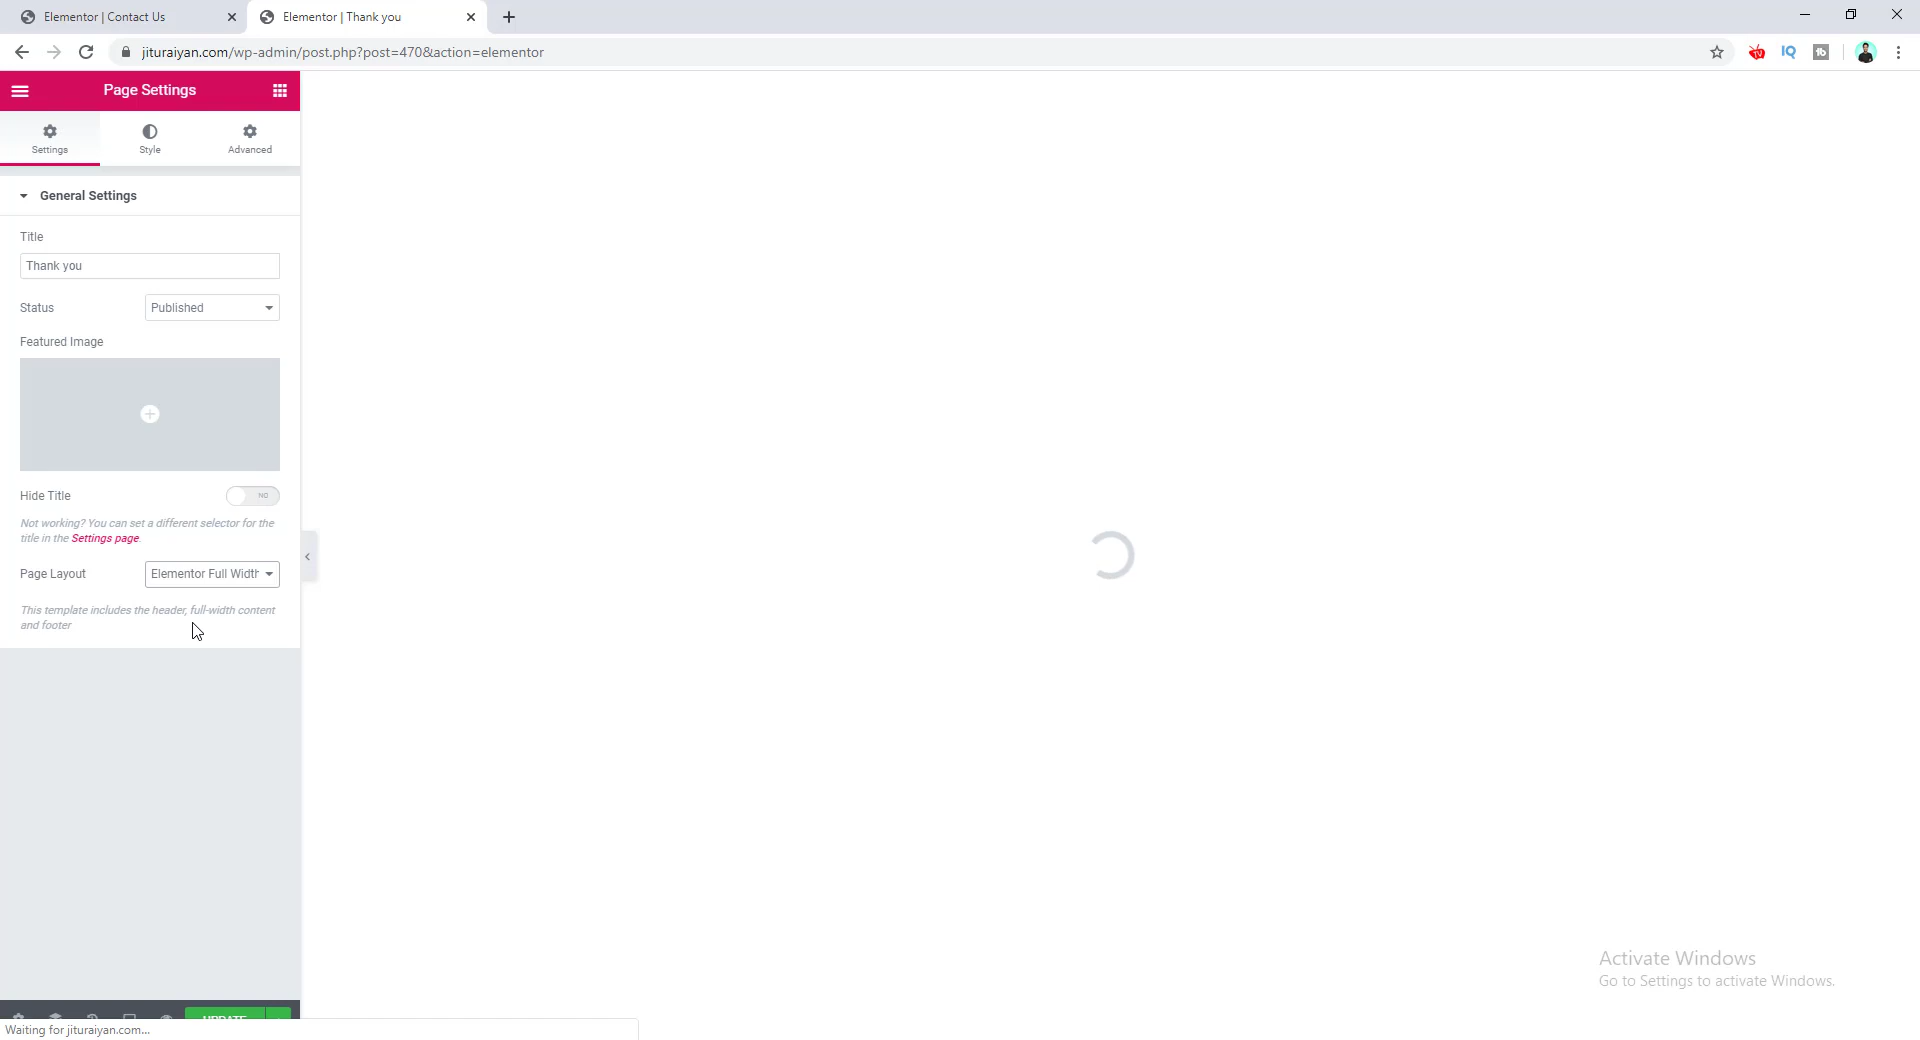 Elementor | Contact Us
Elementor | Thank you
jituraiyan.com/wp-admin/post.php?post=470&action=elementor
IQ
tb
Page Settings
Settings
Style
Advanced
General Settings
Title
Thank you
Status
Published
Featured Image
Hide Title
NO
Not working? You can set a different selector for the
title in the Settings page.
Page Layout
Elementor Full Width
This template includes the header, full-width content
and footer
Activate Windows
Go to Settings to activate Windows.
UPDATE
Waiting for jituraiyan.com...